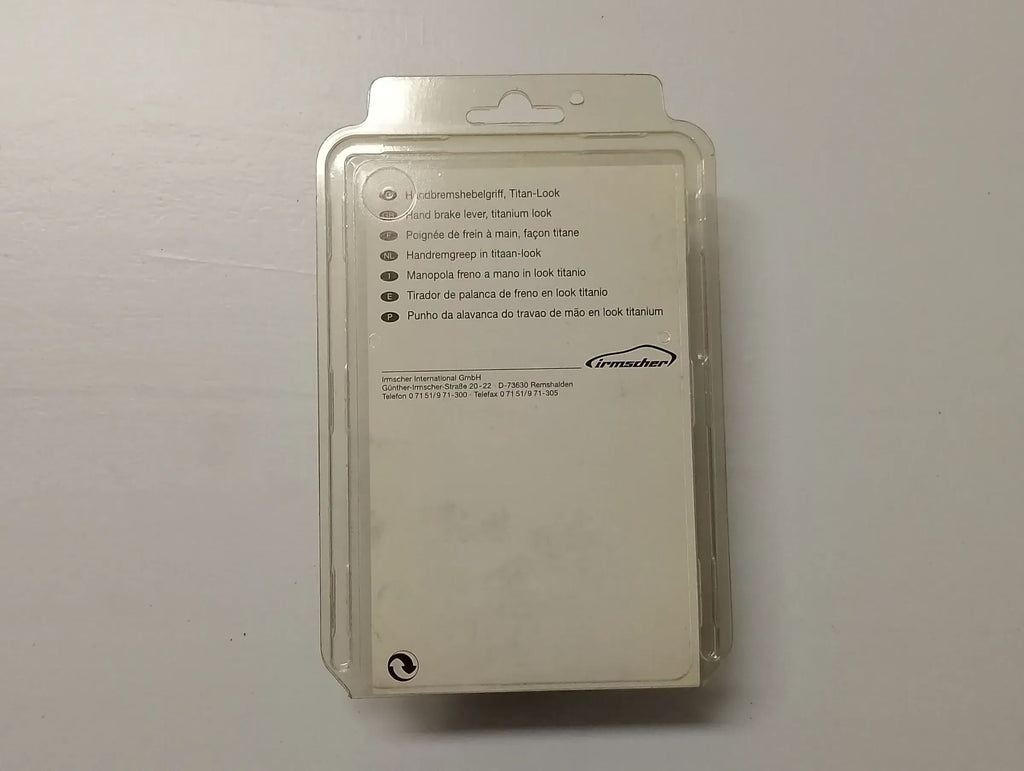 D Handbremshebelgriff, Titan-Look
GB Hand brake lever, titanium look
F Poignée de frein à main, façon titane
NL Handremgreep in titaan-look
I Manopola freno a mano in look titanio
E Tirador de palanca de freno en look titanio
P Punho da alavanca do travao de mão en look titanium
irmscher
Irmscher International GmbH
Günther-Irmscher-Straße 20-22 · D-73630 Remshalden
Telefon 0 71 51/9 71-300 · Telefax 0 71 51/9 71-305